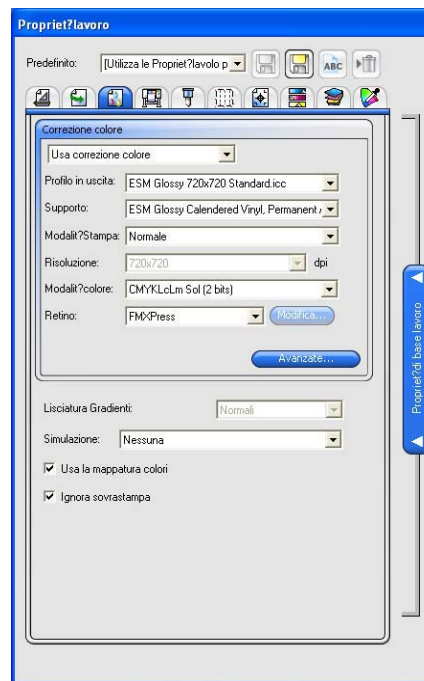 Propriet?lavoro
Predefinito: [Utilizza le Propriet?lavolo p
ABC
Correzione colore
Usa correzione colore
Profilo in uscita: ESM Glossy 720x720 Standard.icc
Supporto: ESM Glossy Calendered Vinyl, Permanent
Modalit?Stampa: Normale
Risoluzione: 720x720 dpi
Modalit?colore: CMYKLcLm Sol (2 bits)
Retino: FMXPress Modifica...
Avanzate...
Lisciatura Gradienti: Normali
Simulazione: Nessuna
Usa la mappatura colori
Ignora sovrastampa
Propriet?di base lavoro